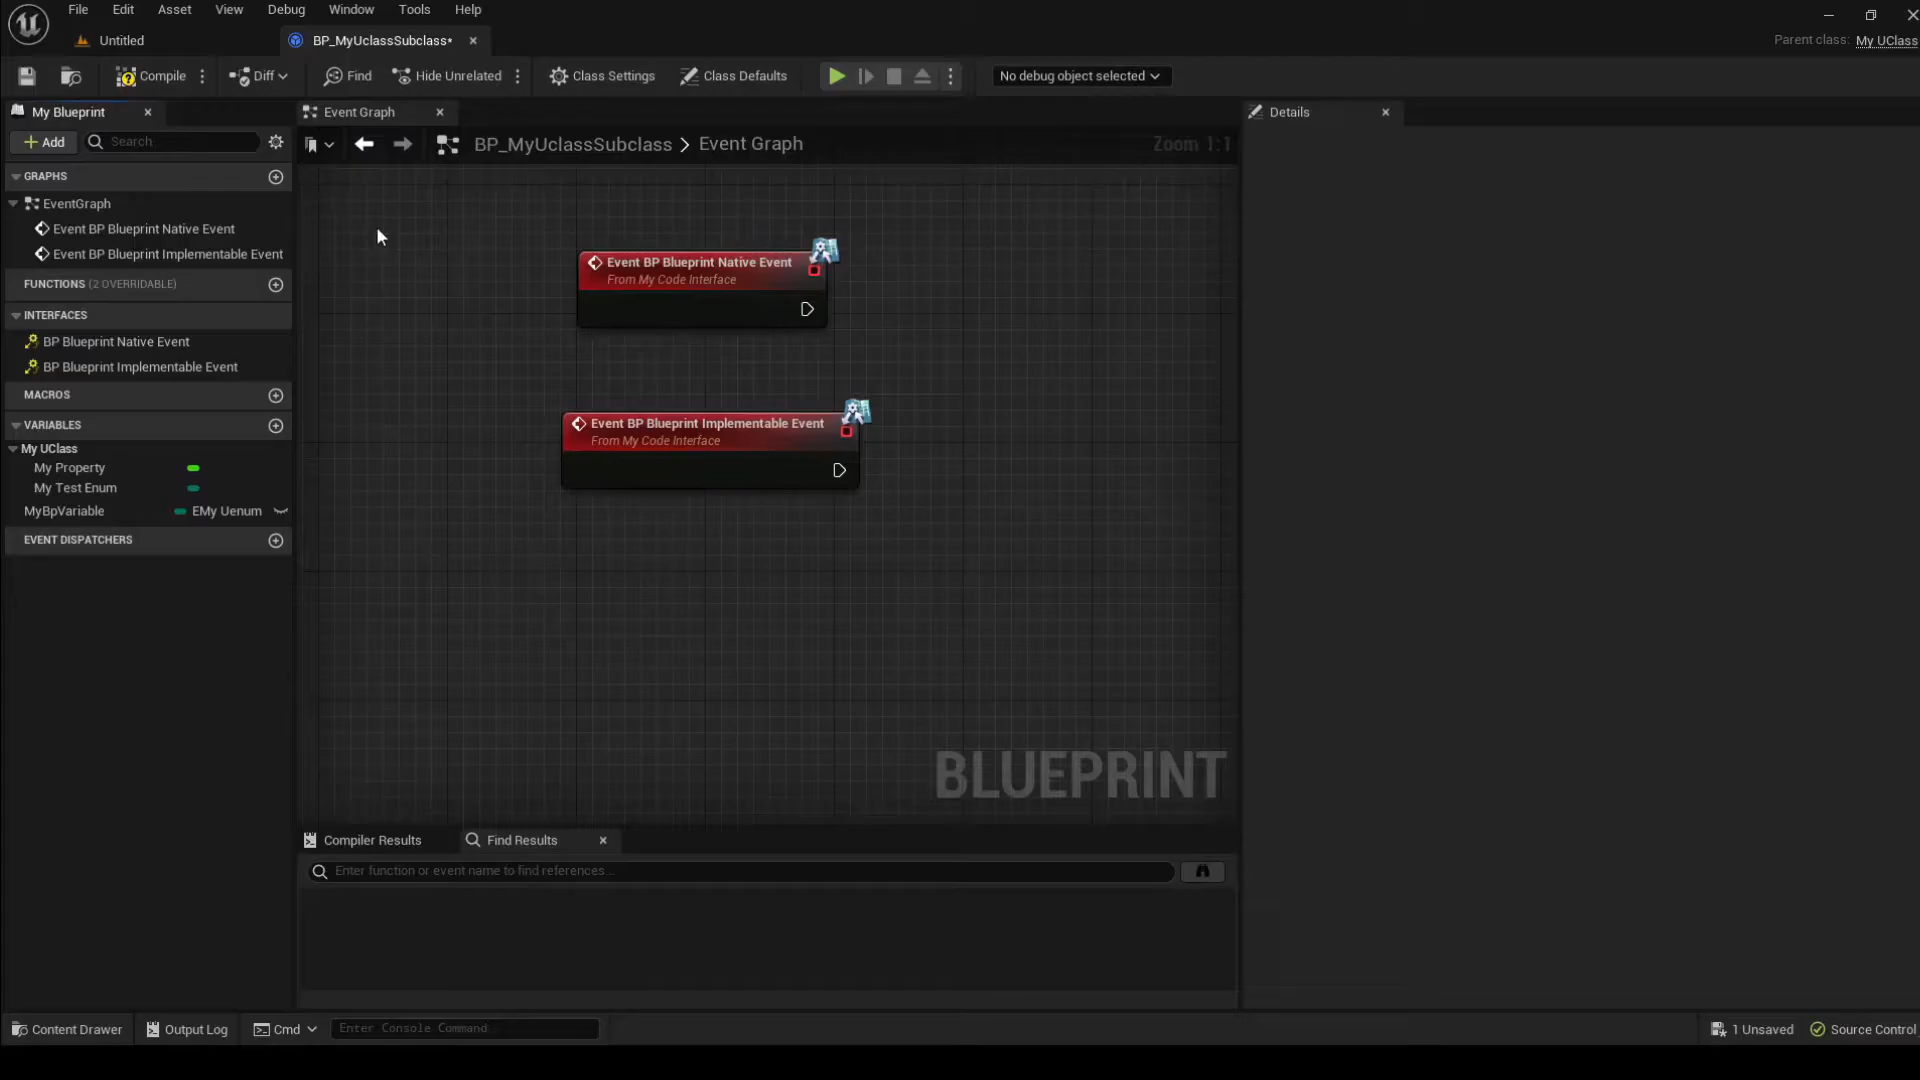 File Edit Asset View Debug Window Tools Help
Untitled
BP_MyUclassSubclass*
Parent class: My UClass
Compile
Diff
Find
Hide Unrelated
Class Settings
Class Defaults
No debug object selected
My Blueprint
Event Graph
Details
Add
Search
BP_MyUclassSubclass > Event Graph
Zoom 1:1
GRAPHS
EventGraph
Event BP Blueprint Native Event
Event BP Blueprint Implementable Event
FUNCTIONS (2 OVERRIDABLE)
INTERFACES
BP Blueprint Native Event
BP Blueprint Implementable Event
MACROS
VARIABLES
My UClass
My Property
My Test Enum
MyBpVariable EMy Uenum
EVENT DISPATCHERS
Event BP Blueprint Native Event
From My Code Interface
Event BP Blueprint Implementable Event
From My Code Interface
BLUEPRINT
Compiler Results
Find Results
Enter function or event name to find references...
Content Drawer
Output Log
Cmd
Enter Console Command
1 Unsaved
Source Control